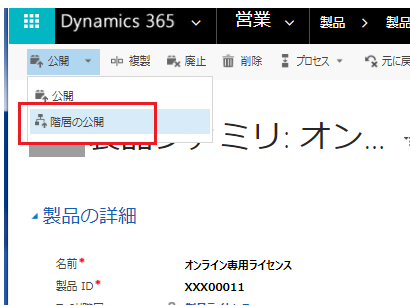 Dynamics 365 営業 製品 製品
公開 複製 廃止 削除 プロセス 元に戻
公開
階層の公開
製品ファミリ: オン...
製品の詳細
名前* オンライン専用ライセンス
製品 ID* XXX00011